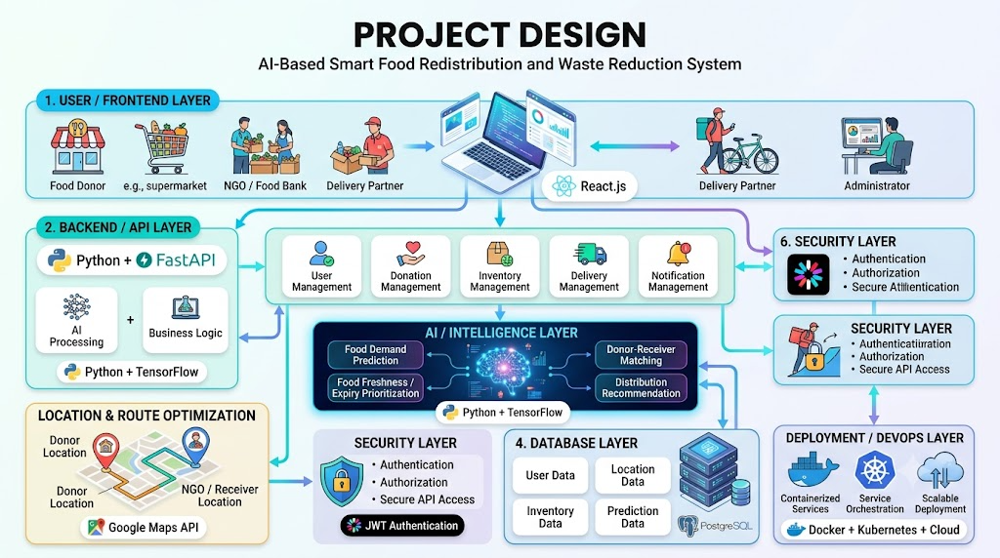 PROJECT DESIGN
AI-Based Smart Food Redistribution and Waste Reduction System
1. USER / FRONTEND LAYER
Food Donor
e.g., supermarket
NGO / Food Bank
Delivery Partner
React.js
Delivery Partner
Administrator
2. BACKEND / API LAYER
Python + FastAPI
AI
Processing
+
Business Logic
Python + TensorFlow
User
Management
Donation
Management
Inventory
Management
Delivery
Management
Notification
Management
6. SECURITY LAYER
• Authentication
• Authorization
• Secure
AI / INTELLIGENCE LAYER
Food Demand
Prediction
Food Freshness /
Expiry Prioritization
Donor-Receiver
Matching
Distribution
Recommendation
Python + TensorFlow
SECURITY LAYER
•
• Authorization
• Secure API Access
LOCATION & ROUTE OPTIMIZATION
Donor
Location
Donor
Location
NGO / Receiver
Location
Google Maps API
SECURITY LAYER
• Authentication
• Authorization
• Secure API Access
JWT Authentication
4. DATABASE LAYER
User Data
Location
Data
Inventory
Data
Prediction
Data
PostgreSQL
DEPLOYMENT / DEVOPS LAYER
Containerized
Services
Service
Orchestration
Scalable
Deployment
Docker + Kubernetes + Cloud